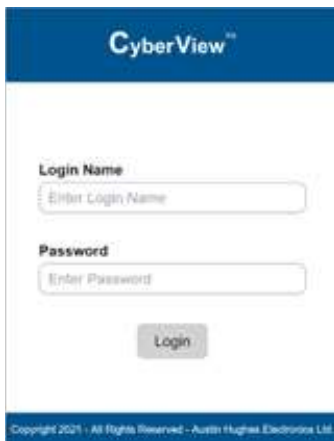 CyberView™
Login Name
Enter Login Name
Password
Enter Password
Login
Copyright 2021 - All Rights Reserved - Austin Hughes Electronics Ltd.